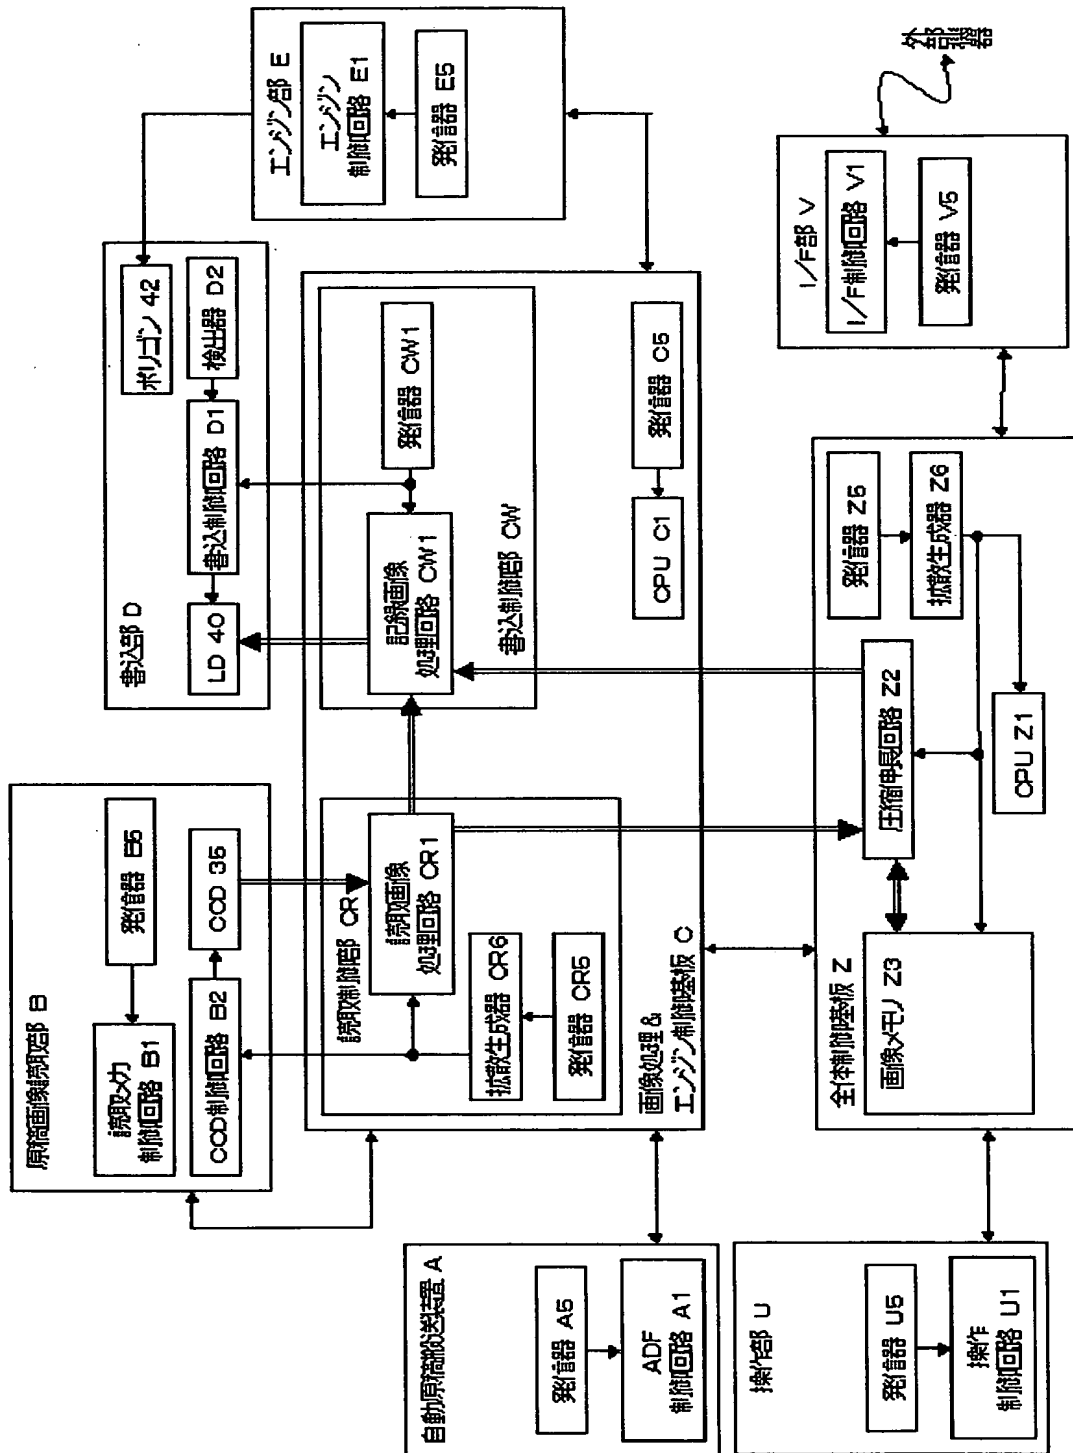 原稿画像読取部 B
読取メカ
制御回路 B1
発信器 B5
CCD制御回路 B2
CCD 35
書込部 D
LD 40
書込制御回路 D1
検出器 D2
ポリゴン 42
エンジン部 E
エンジン
制御回路 E1
発信器 E5
読取制御部 CR
読取画像
処理回路 CR1
拡散生成器 CR6
発信器 CR5
記録画像
処理回路 CW1
発信器 CW1
書込制御部 CW
CPU C1
発信器 C5
画像処理 &
エンジン制御基板 C
自動原稿搬送装置 A
発信器 A5
ADF
制御回路 A1
操作部 U
発信器 U5
操作
制御回路 U1
全体制御基板 Z
画像メモリ Z3
圧縮伸長回路 Z2
発信器 Z5
拡散生成器 Z6
CPU Z1
I/F部 V
I/F制御回路 V1
発信器 V5
外部機器